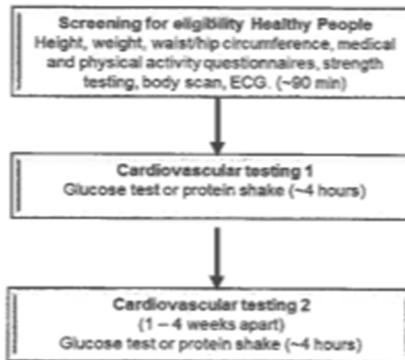 Screening for eligibility Healthy People
Height, weight, waist/hip circumference, medical
and physical activity questionnaires, strength
testing, body scan, ECG. (~90 min)
Cardiovascular testing 1
Glucose test or protein shake (~4 hours)
Cardiovascular testing 2
(1 – 4 weeks apart)
Glucose test or protein shake (~4 hours)